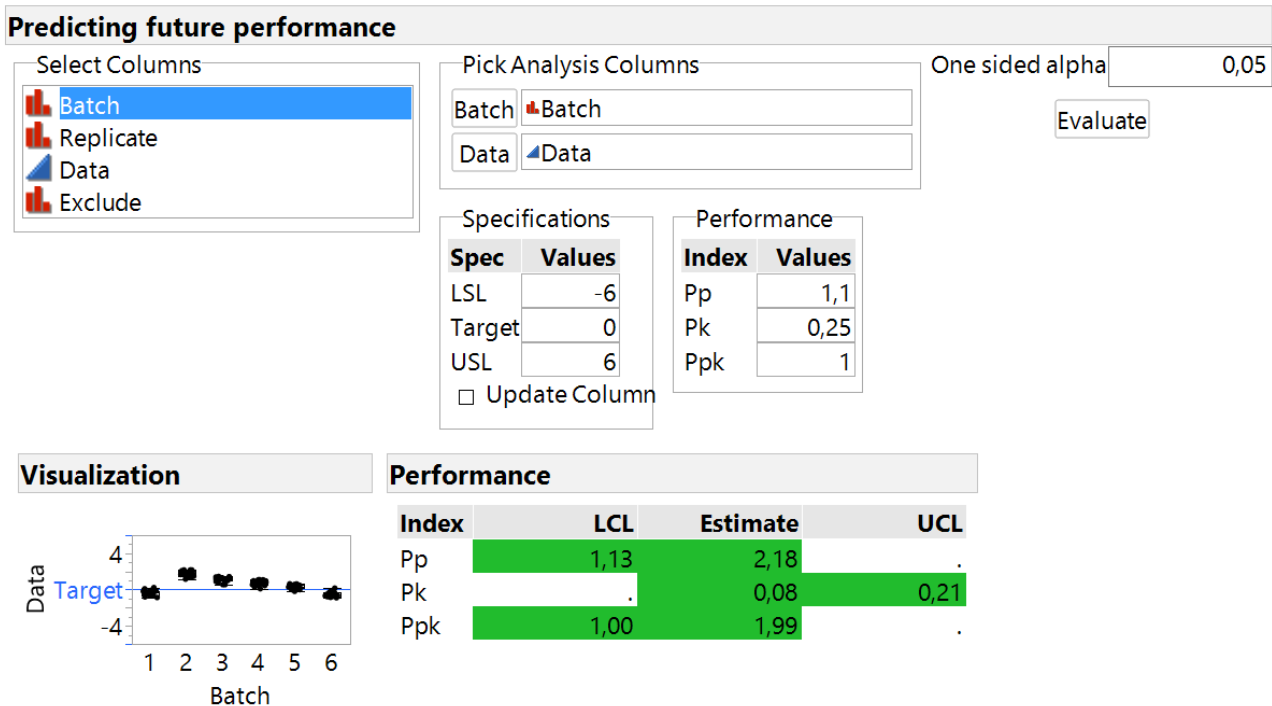 Predicting future performance
Select Columns
Batch
Replicate
Data
Exclude
Pick Analysis Columns
Batch Batch
Data Data
One sided alpha 0,05
Evaluate
Specifications
Spec Values
LSL -6
Target 0
USL 6
Update Column
Performance
Index Values
Pp 1,1
Pk 0,25
Ppk 1
Visualization
Data
4
Target
-4
1 2 3 4 5 6
Batch
Performance
Index LCL Estimate UCL
Pp 1,13 2,18 .
Pk . 0,08 0,21
Ppk 1,00 1,99 .